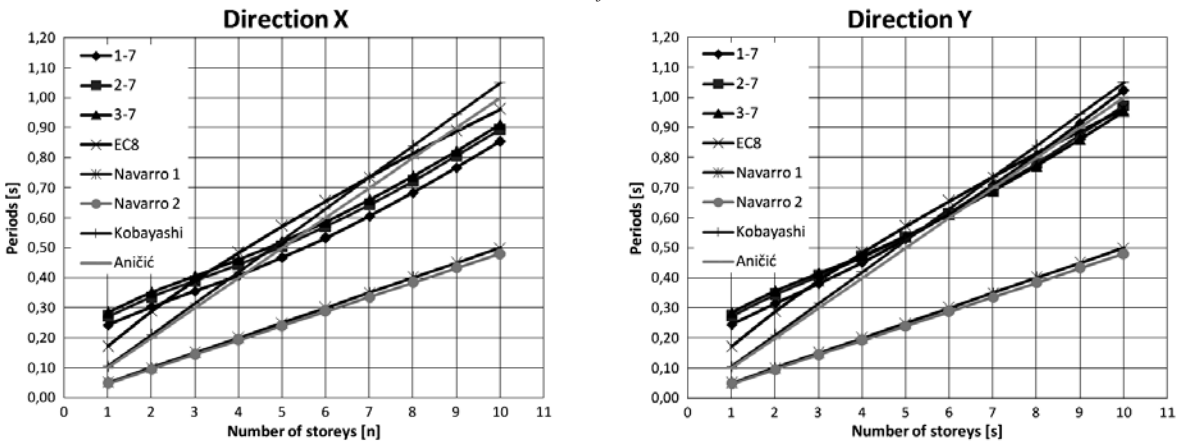 Direction X
1,20
1,10
1,00
0,90
0,80
0,70
0,60
0,50
0,40
0,30
0,20
0,10
0,00
Periods [s]
1-7
2-7
3-7
EC8
Navarro 1
Navarro 2
Kobayashi
Aničić
0 1 2 3 4 5 6 7 8 9 10 11
Number of storeys [n]
Direction Y
1,20
1,10
1,00
0,90
0,80
0,70
0,60
0,50
0,40
0,30
0,20
0,10
0,00
Periods [s]
1-7
2-7
3-7
EC8
Navarro 1
Navarro 2
Kobayashi
Aničić
0 1 2 3 4 5 6 7 8 9 10 11
Number of storeys [s]